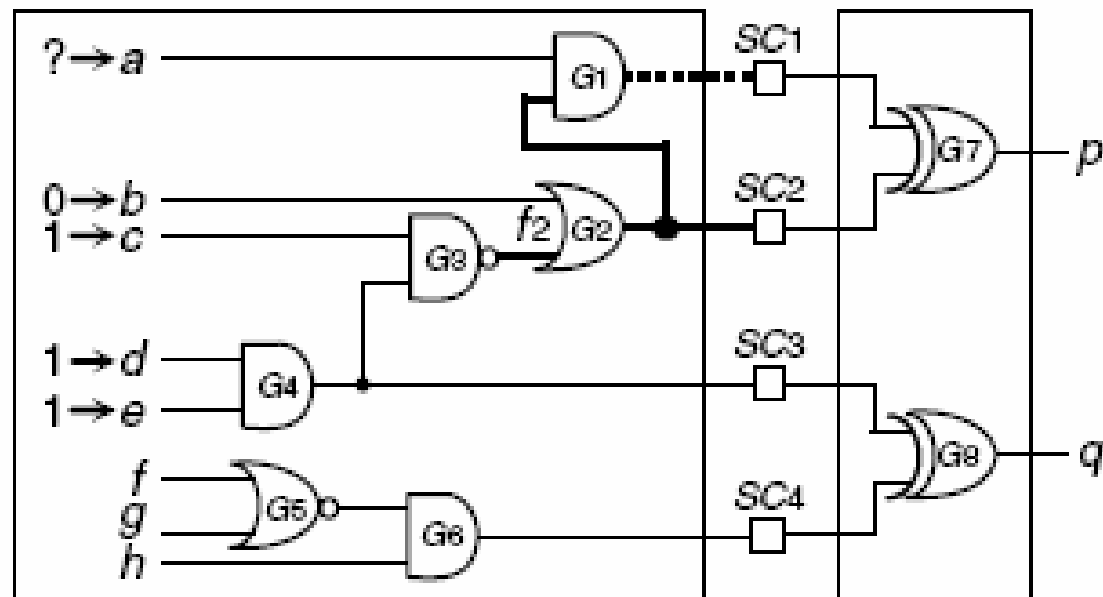 SC1
? → a
G1
G7
p
0 → b
SC2
1 → c
f2
G2
G3
SC3
1 → d
G4
1 → e
G8
q
f
SC4
g
G5
G6
h